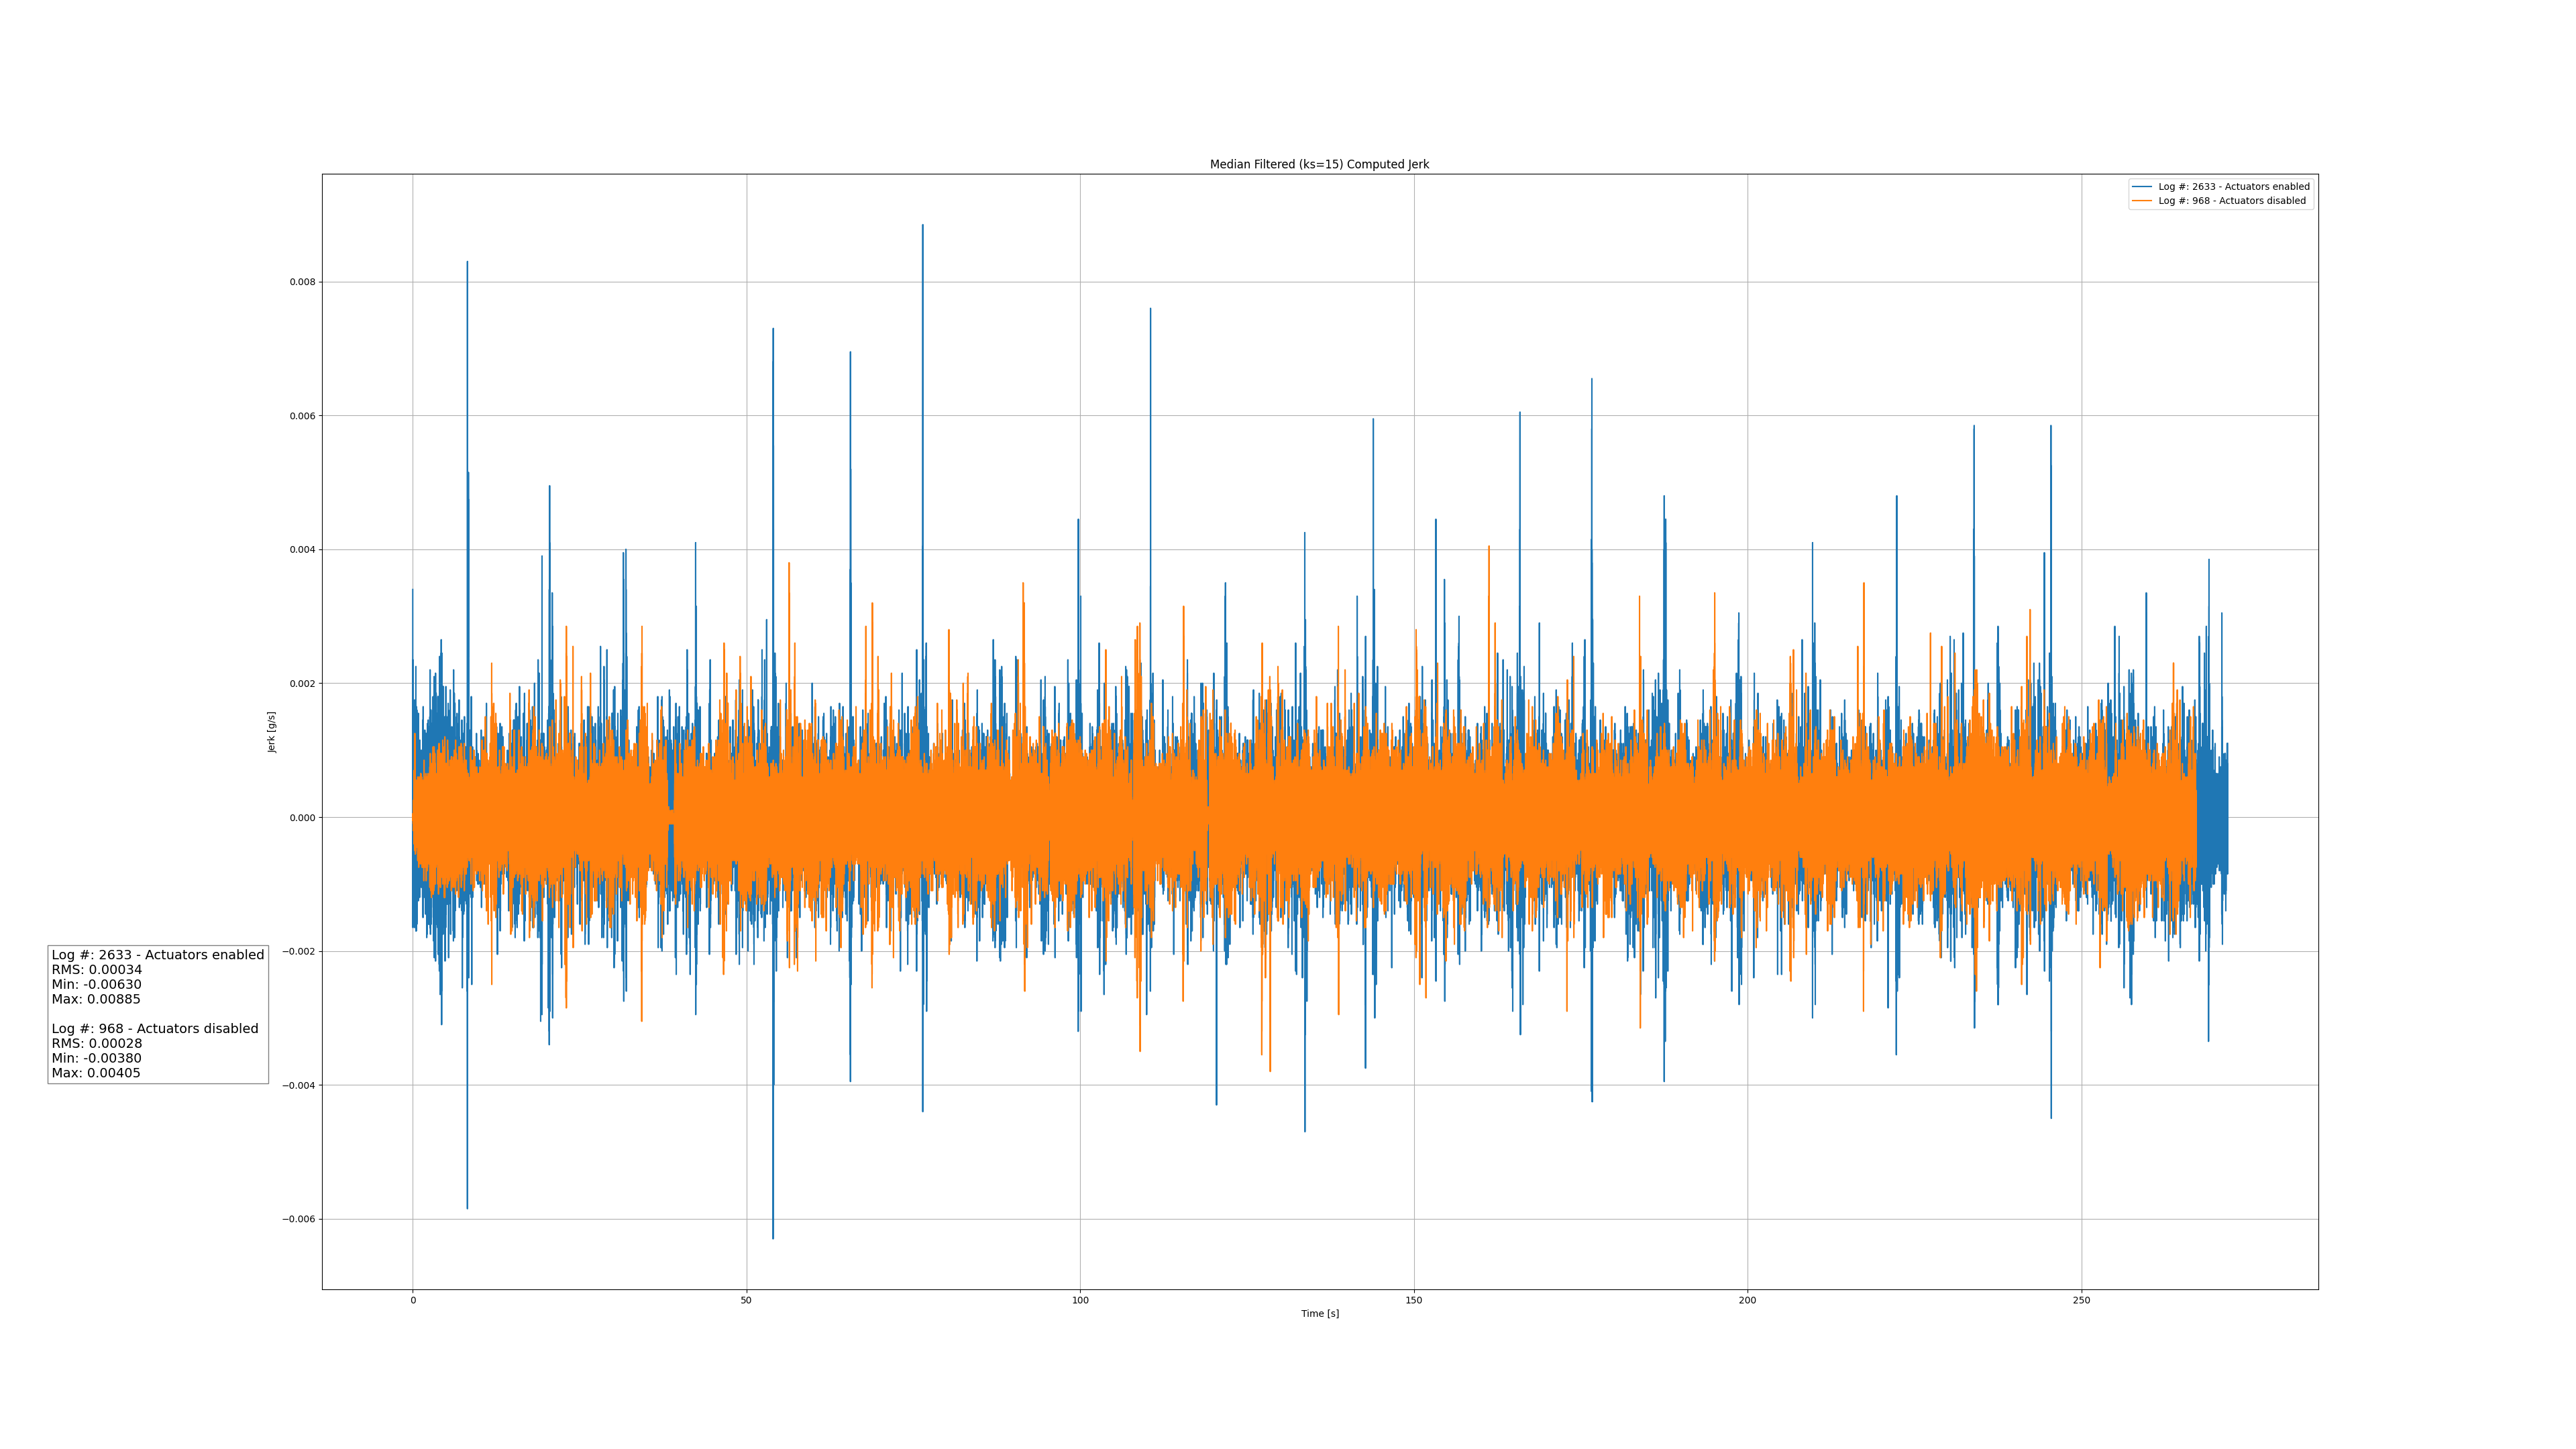 Median Filtered (ks=15) Computed Jerk
Log #: 2633 - Actuators enabled
Log #: 968 - Actuators disabled
0.008
0.006
0.004
0.002
0.000
−0.002
−0.004
−0.006
Jerk [g/s]
Log #: 2633 - Actuators enabled
RMS: 0.00034
Min: -0.00630
Max: 0.00885
Log #: 968 - Actuators disabled
RMS: 0.00028
Min: -0.00380
Max: 0.00405
0 50 100 150 200 250
Time [s]